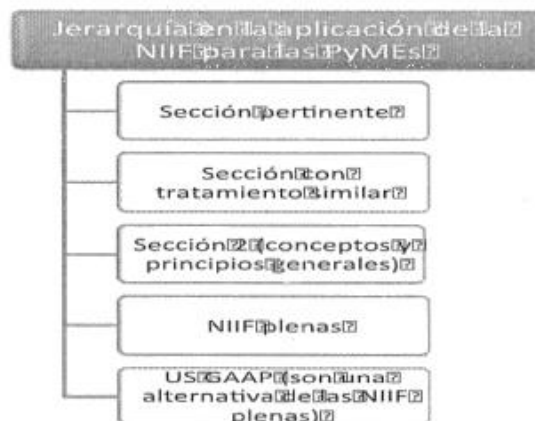 Jerarquía en la aplicación de la
NIIF para las PyMEs
Sección pertinente
Sección con
tratamiento similar
Sección 2 (conceptos y
principios generales)
NIIF plenas
US GAAP (son una
alternativa de las NIIF
plenas)